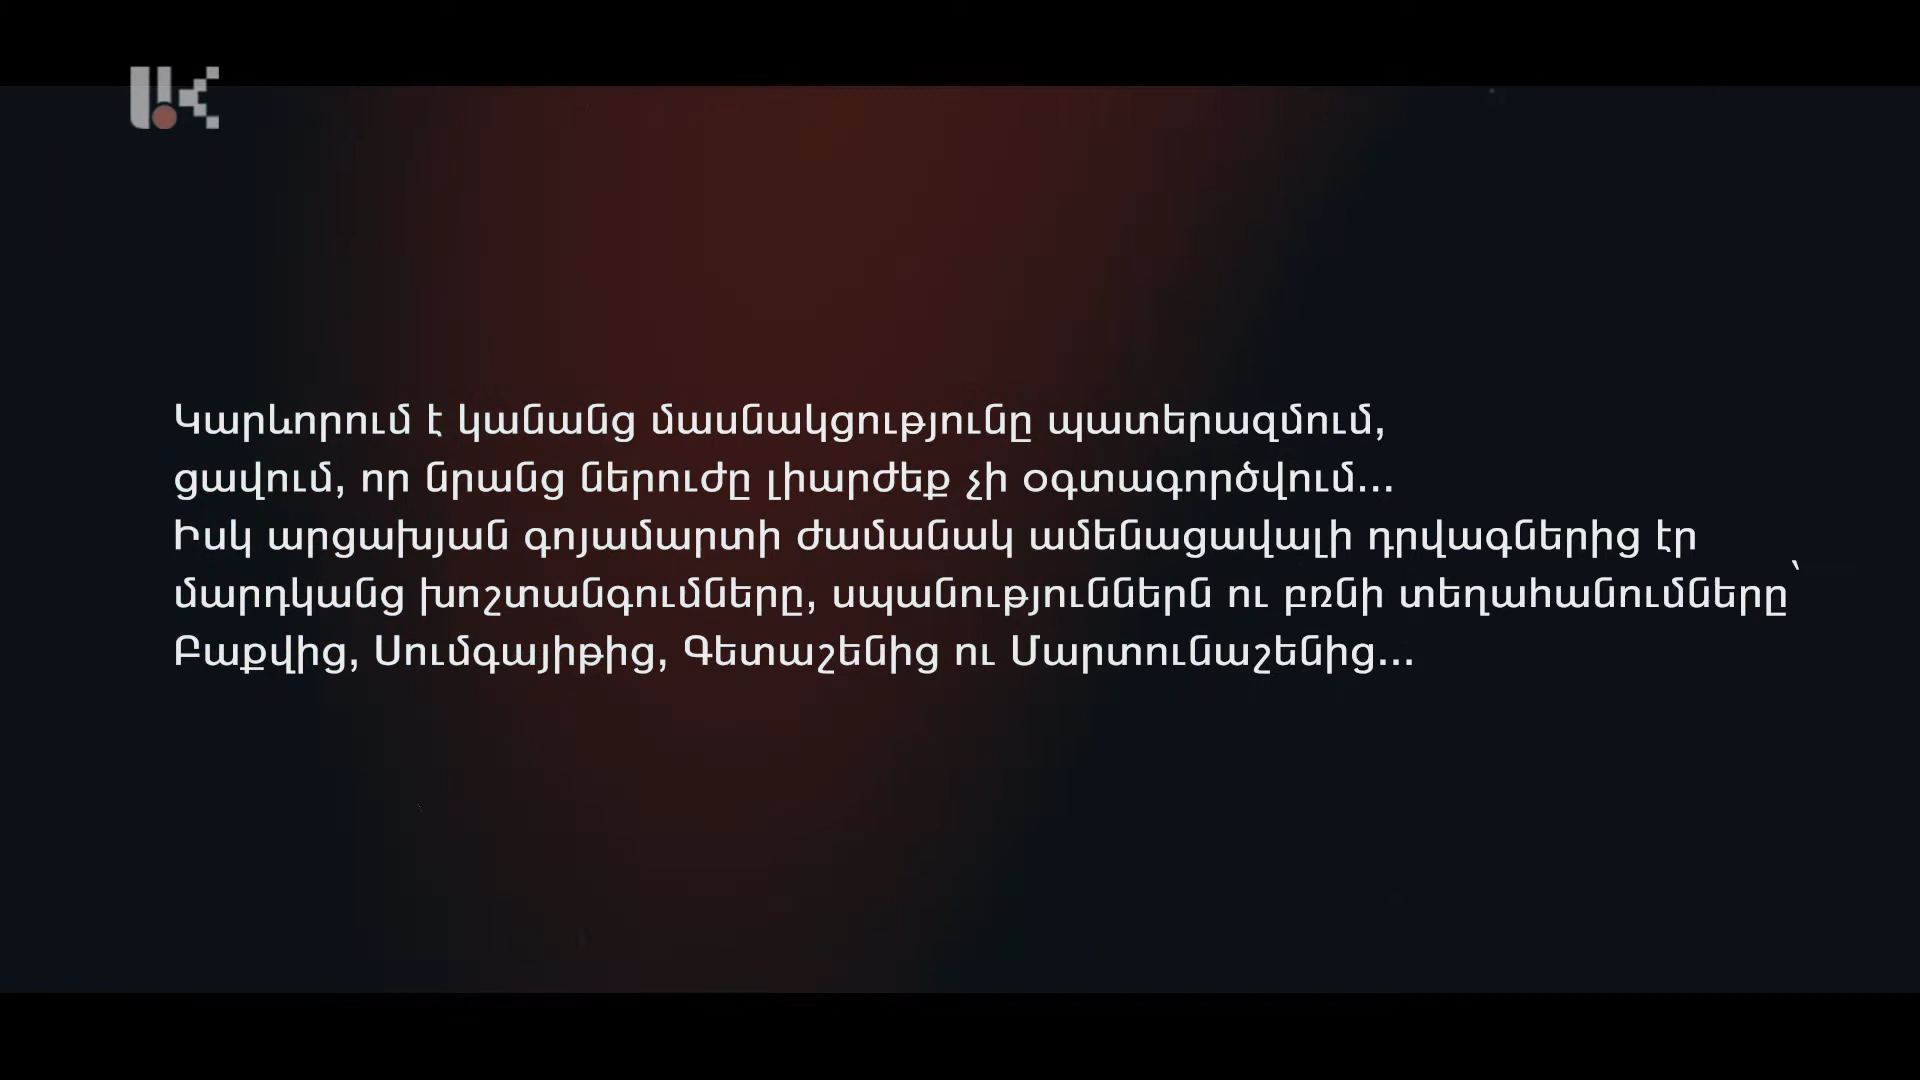 Կարևորում է կանանց մասնակցությունը պատերազմում,
ցավում, որ նրանց ներուժը լիարժեք չի օգտագործվում...
Իսկ արցախյան գոյամարտի ժամանակ ամենացավալի դրվագներից էր
մարդկանց խոշտանգումները, սպանություններն ու բռնի տեղահանումները՝
Բաքվից, Սումգայիթից, Գետաշենից ու Մարտունաշենից...